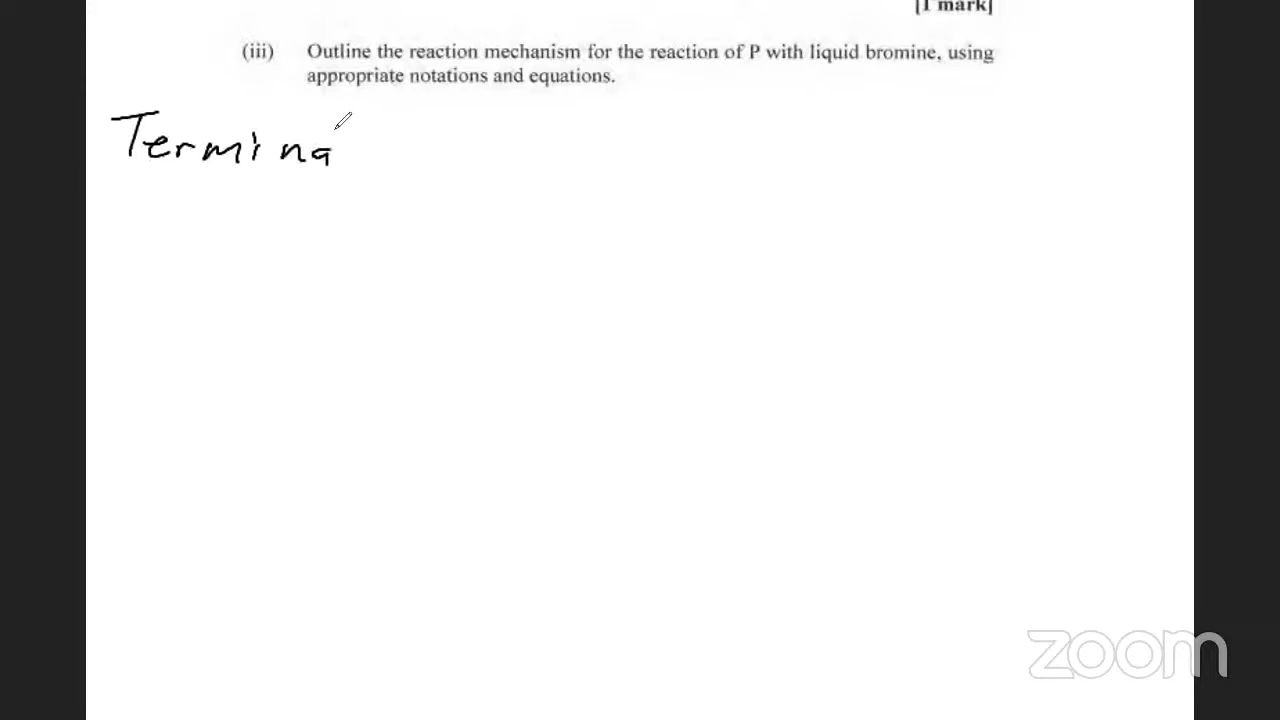 [1 mark]
(iii) Outline the reaction mechanism for the reaction of P with liquid bromine, using
appropriate notations and equations.
Termina
zoom